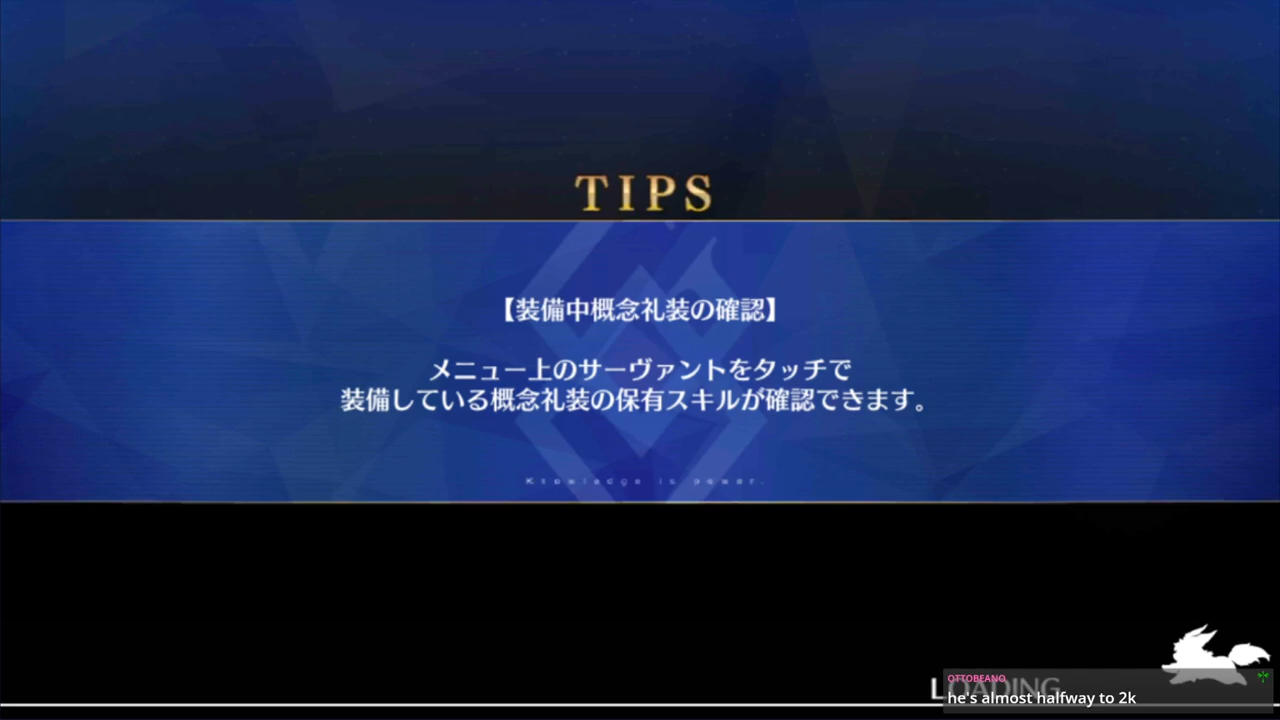 TIPS
【装備中概念礼装の確認】
メニュー上のサーヴァントをタッチで
装備している概念礼装の保有スキルが確認できます。
Knowledge is power.
LOADING
OTTOBEANO
he's almost halfway to 2k